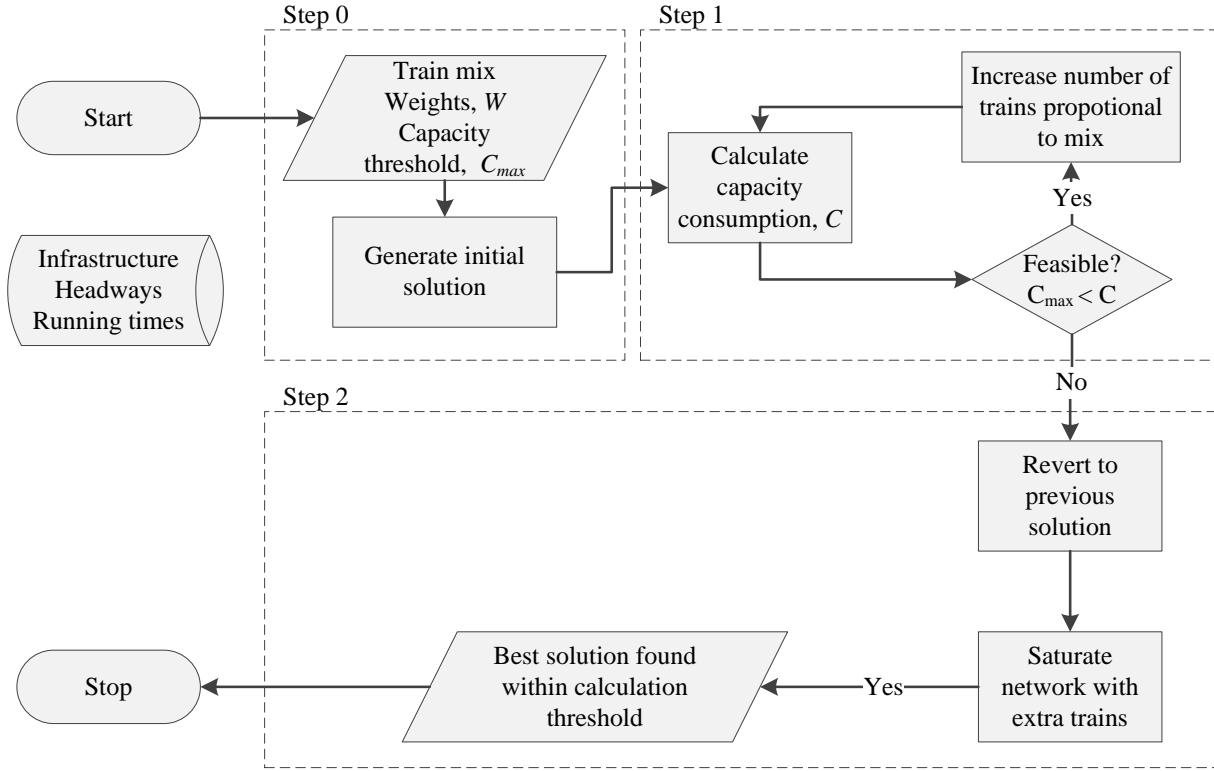 Step 0
Step 1
Start
Train mix
Weights, W
Capacity
threshold, Cmax
Generate initial
solution
Infrastructure
Headways
Running times
Calculate
capacity
consumption, C
Increase number of
trains propotional
to mix
Yes
Feasible?
Cmax < C
No
Step 2
Revert to
previous
solution
Saturate
network with
extra trains
Yes
Best solution found
within calculation
threshold
Stop